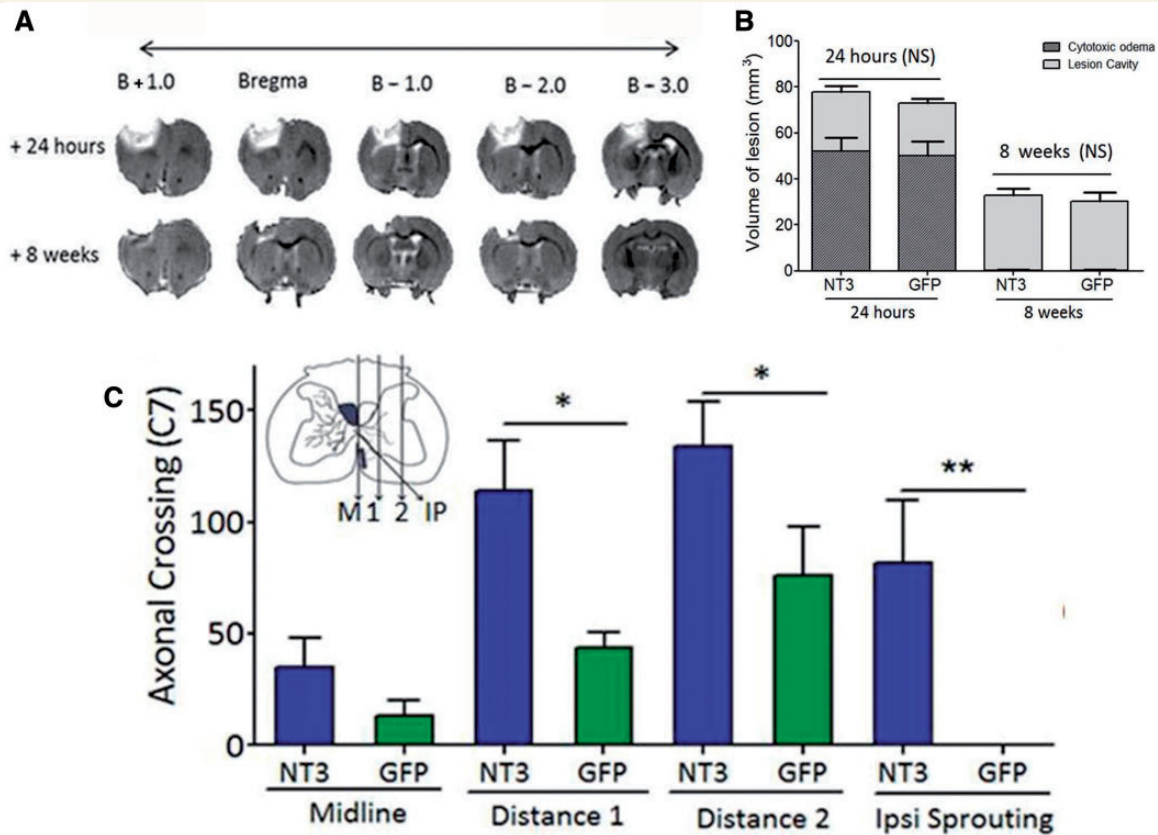 A
B + 1.0 Bregma B – 1.0 B – 2.0 B – 3.0
+ 24 hours
+ 8 weeks
B
Volume of lesion (mm³)
100
80
60
40
20
0
24 hours (NS)
8 weeks (NS)
Cytotoxic odema
Lesion Cavity
NT3 GFP NT3 GFP
24 hours 8 weeks
C
Axonal Crossing (C7)
150
100
50
0
M 1 2 IP
*
*
**
NT3 GFP NT3 GFP NT3 GFP NT3 GFP
Midline Distance 1 Distance 2 Ipsi Sprouting